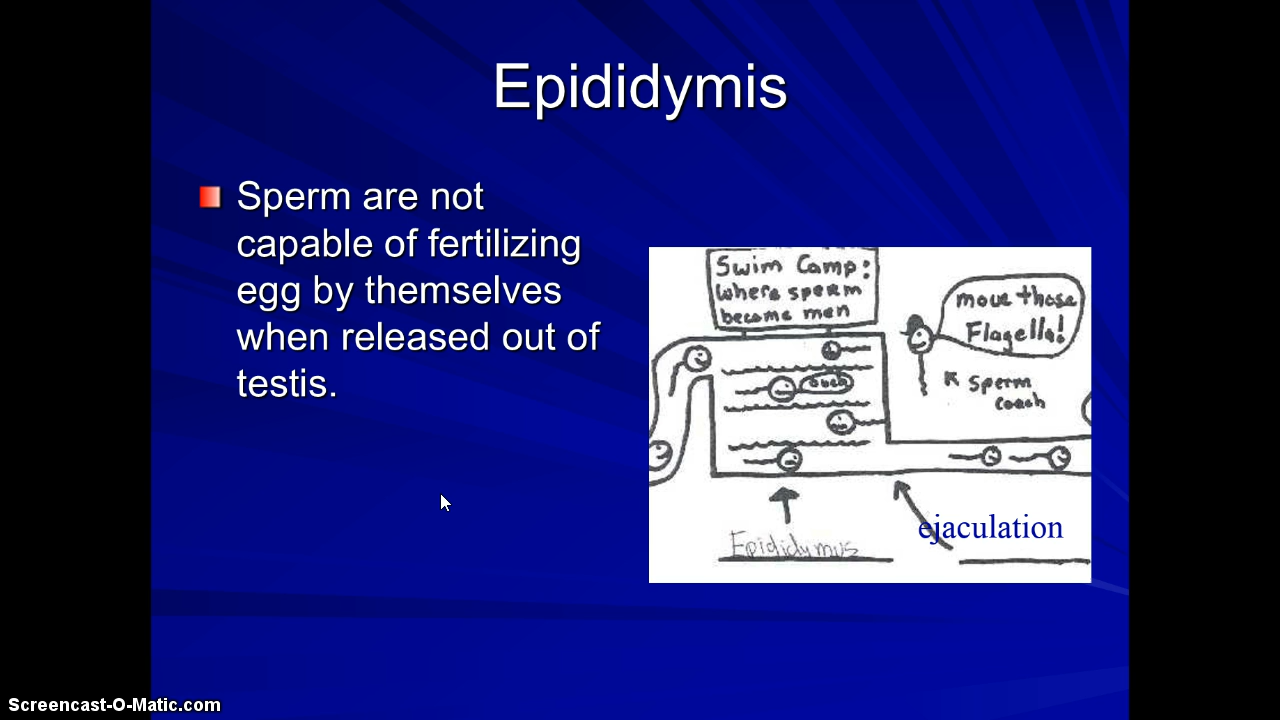 Epididymis
Sperm are not
capable of fertilizing
egg by themselves
when released out of
testis.
Swim Camp:
where sperm
become men
move those
Flagella!
ouch
Sperm
coach
Epididymus
ejaculation
Screencast-O-Matic.com